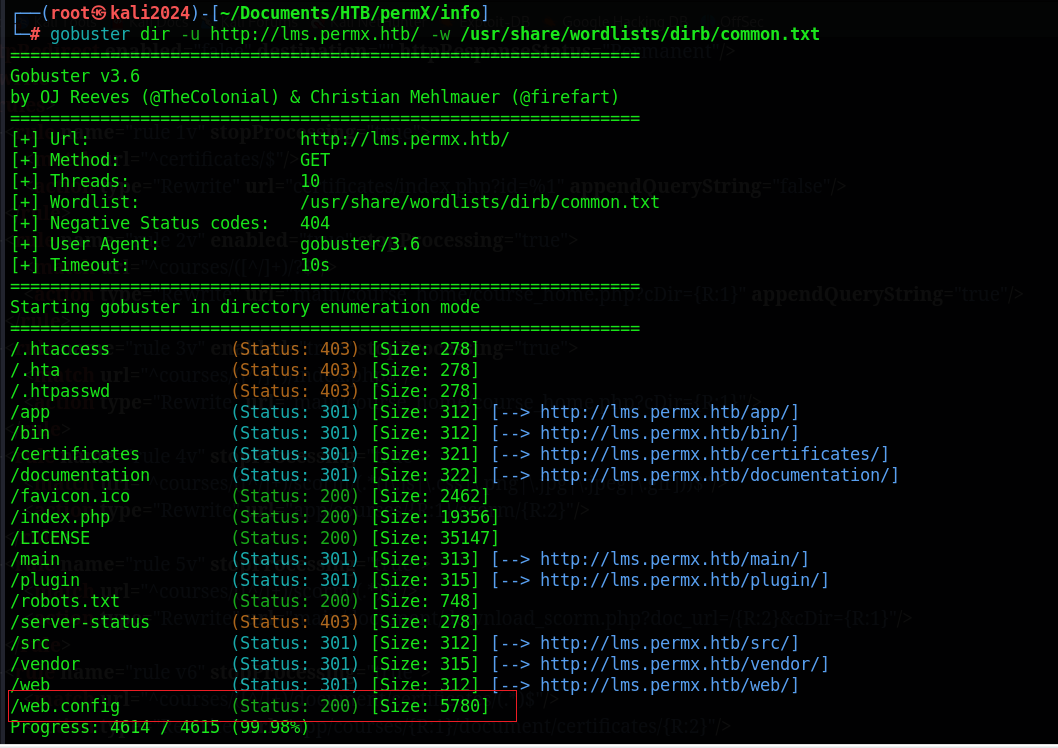 ┌──(root㉿kali2024)-[~/Documents/HTB/permX/info]
└─# gobuster dir -u http://lms.permx.htb/ -w /usr/share/wordlists/dirb/common.txt
===============================================================
Gobuster v3.6
by OJ Reeves (@TheColonial) & Christian Mehlmauer (@firefart)
===============================================================
[+] Url:                     http://lms.permx.htb/
[+] Method:                  GET
[+] Threads:                 10
[+] Wordlist:                /usr/share/wordlists/dirb/common.txt
[+] Negative Status codes:   404
[+] User Agent:              gobuster/3.6
[+] Timeout:                 10s
===============================================================
Starting gobuster in directory enumeration mode
===============================================================
/.htaccess            (Status: 403) [Size: 278]
/.hta                 (Status: 403) [Size: 278]
/.htpasswd            (Status: 403) [Size: 278]
/app                  (Status: 301) [Size: 312] [--> http://lms.permx.htb/app/]
/bin                  (Status: 301) [Size: 312] [--> http://lms.permx.htb/bin/]
/certificates         (Status: 301) [Size: 321] [--> http://lms.permx.htb/certificates/]
/documentation        (Status: 301) [Size: 322] [--> http://lms.permx.htb/documentation/]
/favicon.ico          (Status: 200) [Size: 2462]
/index.php            (Status: 200) [Size: 19356]
/LICENSE              (Status: 200) [Size: 35147]
/main                 (Status: 301) [Size: 313] [--> http://lms.permx.htb/main/]
/plugin               (Status: 301) [Size: 315] [--> http://lms.permx.htb/plugin/]
/robots.txt           (Status: 200) [Size: 748]
/server-status        (Status: 403) [Size: 278]
/src                  (Status: 301) [Size: 312] [--> http://lms.permx.htb/src/]
/vendor               (Status: 301) [Size: 315] [--> http://lms.permx.htb/vendor/]
/web                  (Status: 301) [Size: 312] [--> http://lms.permx.htb/web/]
/web.config           (Status: 200) [Size: 5780]
Progress: 4614 / 4615 (99.98%)